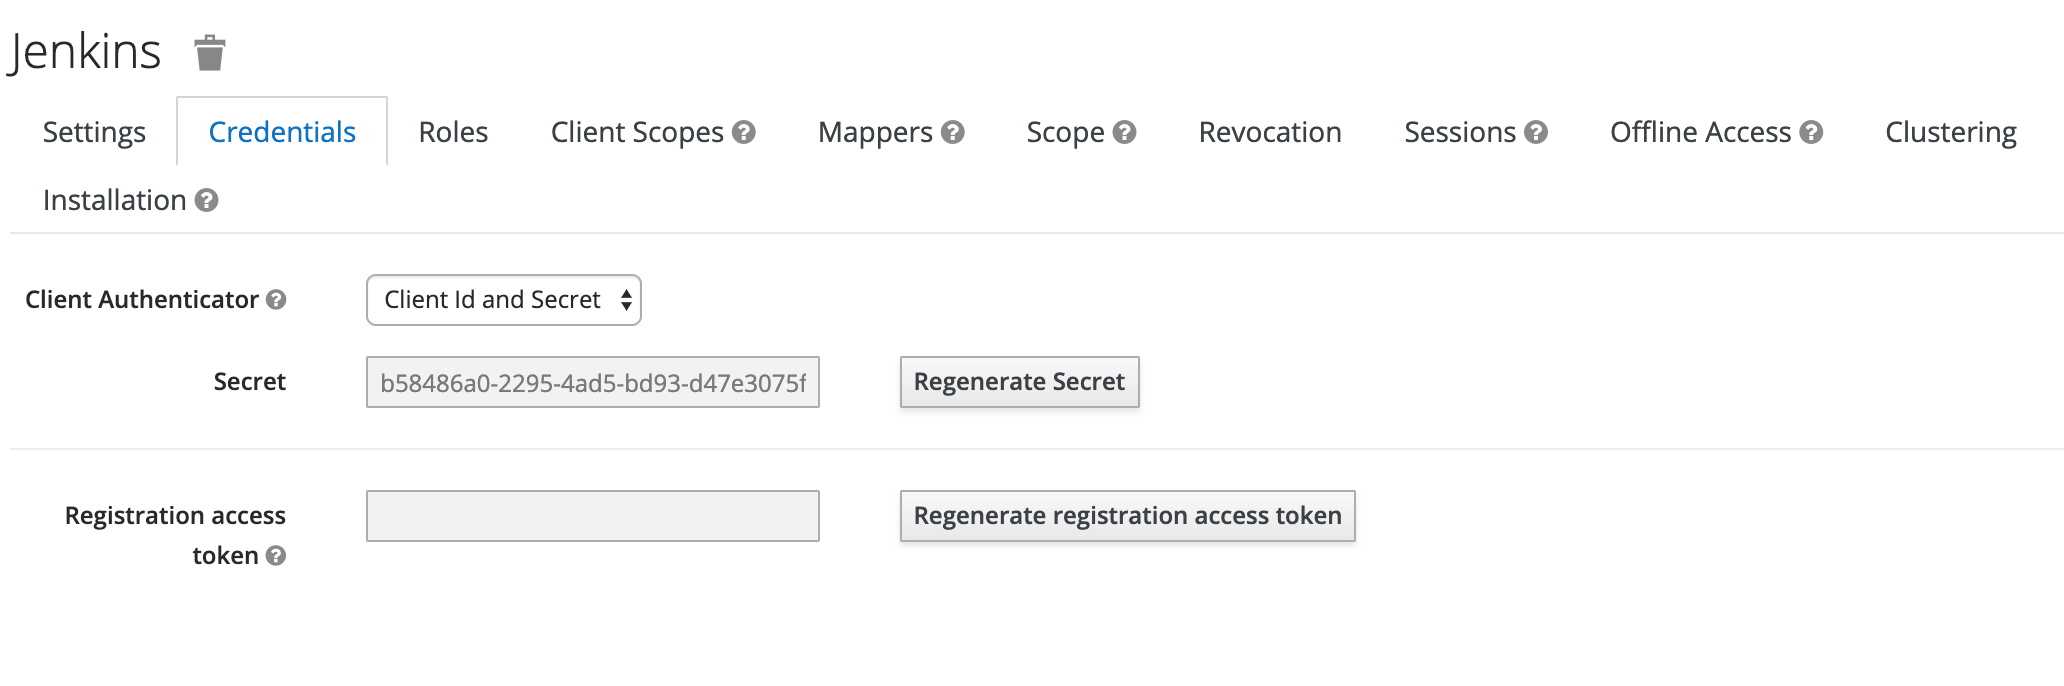 Jenkins
Settings Credentials Roles Client Scopes Mappers Scope Revocation Sessions Offline Access Clustering
Installation
Client Authenticator Client Id and Secret
Secret b58486a0-2295-4ad5-bd93-d47e3075f Regenerate Secret
Registration access Regenerate registration access token
token